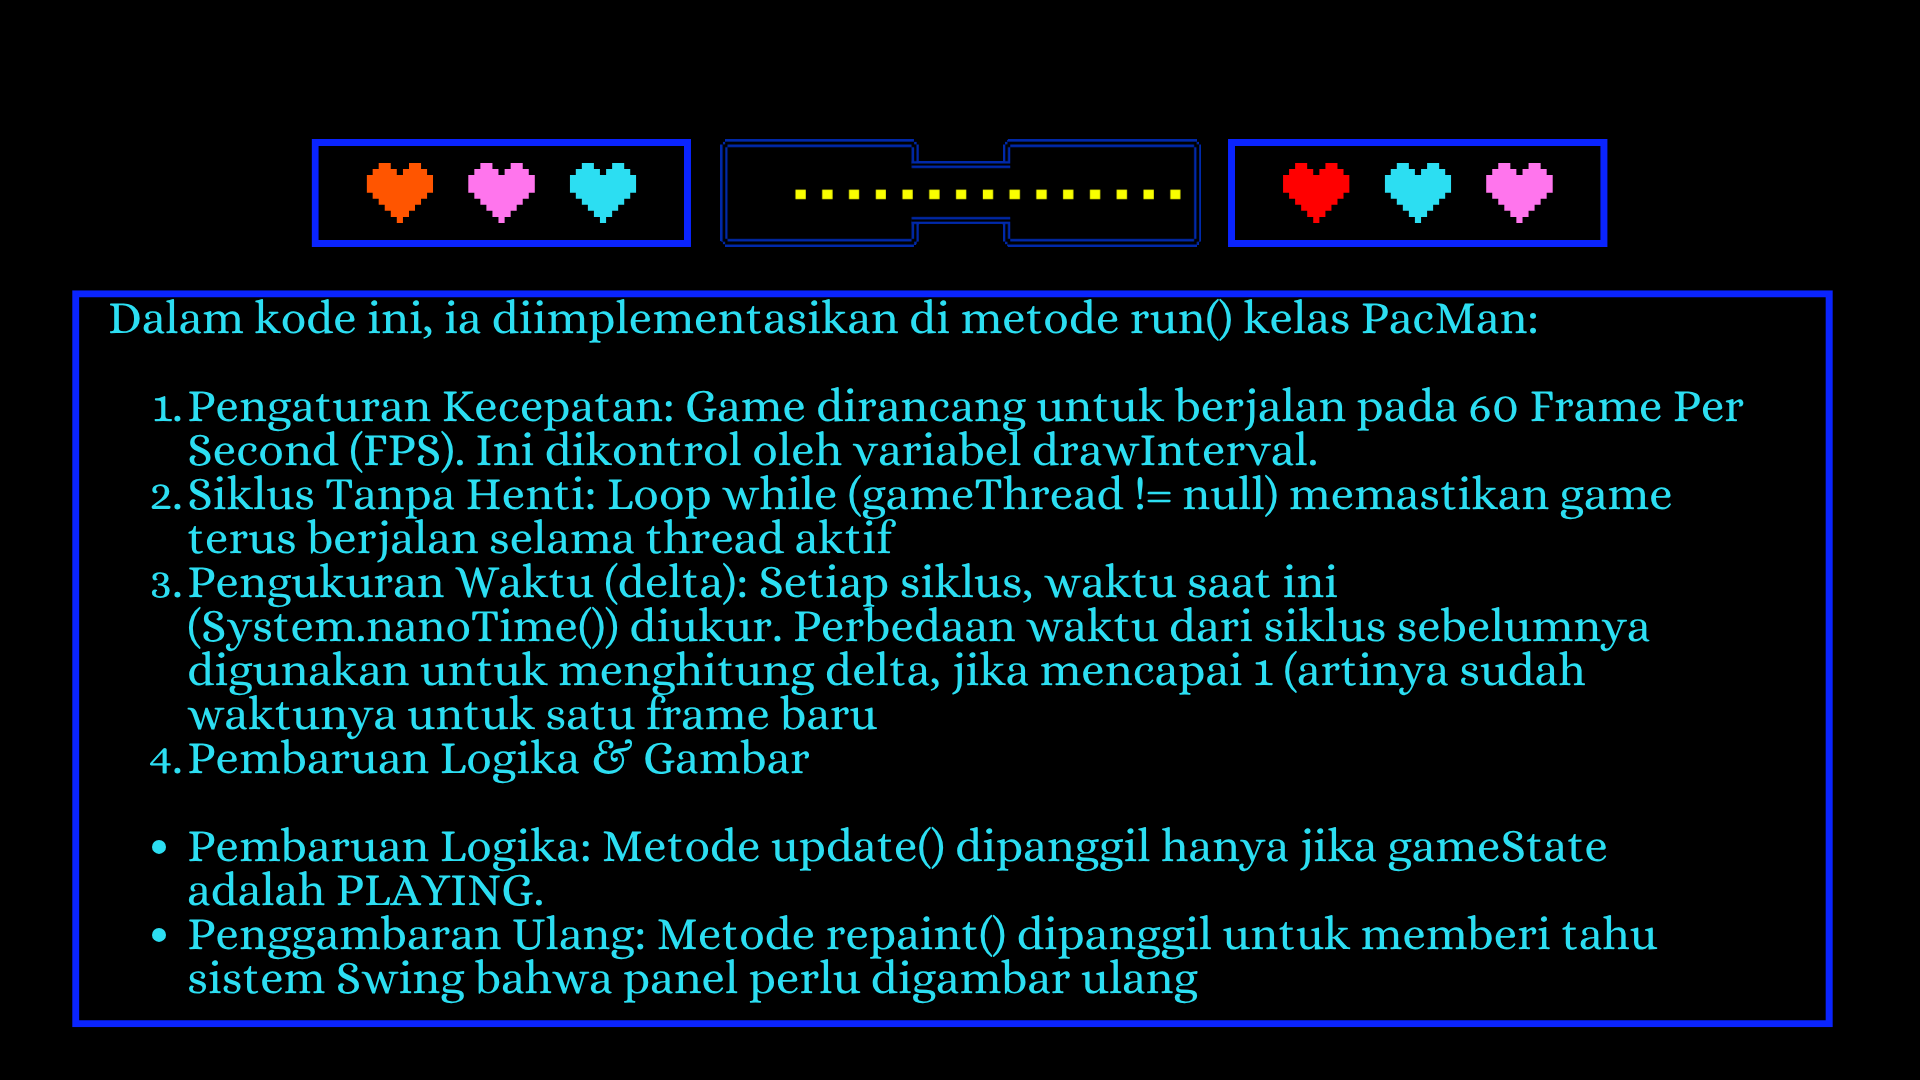 Dalam kode ini, ia diimplementasikan di metode run() kelas PacMan:
1. Pengaturan Kecepatan: Game dirancang untuk berjalan pada 60 Frame Per
Second (FPS). Ini dikontrol oleh variabel drawInterval.
2. Siklus Tanpa Henti: Loop while (gameThread != null) memastikan game
terus berjalan selama thread aktif
3. Pengukuran Waktu (delta): Setiap siklus, waktu saat ini
(System.nanoTime()) diukur. Perbedaan waktu dari siklus sebelumnya
digunakan untuk menghitung delta, jika mencapai 1 (artinya sudah
waktunya untuk satu frame baru
4. Pembaruan Logika & Gambar
• Pembaruan Logika: Metode update() dipanggil hanya jika gameState
adalah PLAYING.
• Penggambaran Ulang: Metode repaint() dipanggil untuk memberi tahu
sistem Swing bahwa panel perlu digambar ulang